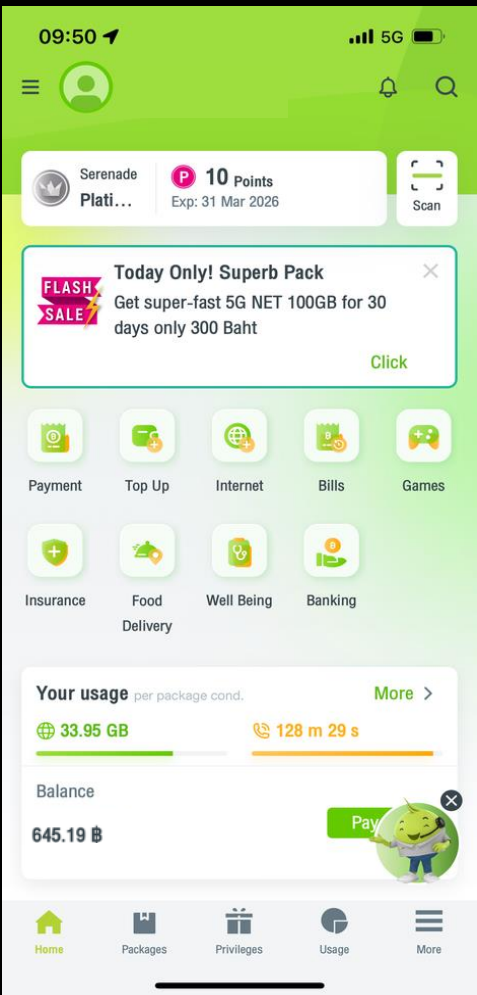 09:50
5G
Serenade
Plati...
P 10 Points
Exp: 31 Mar 2026
Scan
FLASH
SALE
Today Only! Superb Pack
Get super-fast 5G NET 100GB for 30
days only 300 Baht
Click
Payment
Top Up
Internet
Bills
Games
Insurance
Food
Delivery
Well Being
Banking
Your usage per package cond.
More
33.95 GB
128 m 29 s
Balance
645.19 ฿
Pay
Home
Packages
Privileges
Usage
More